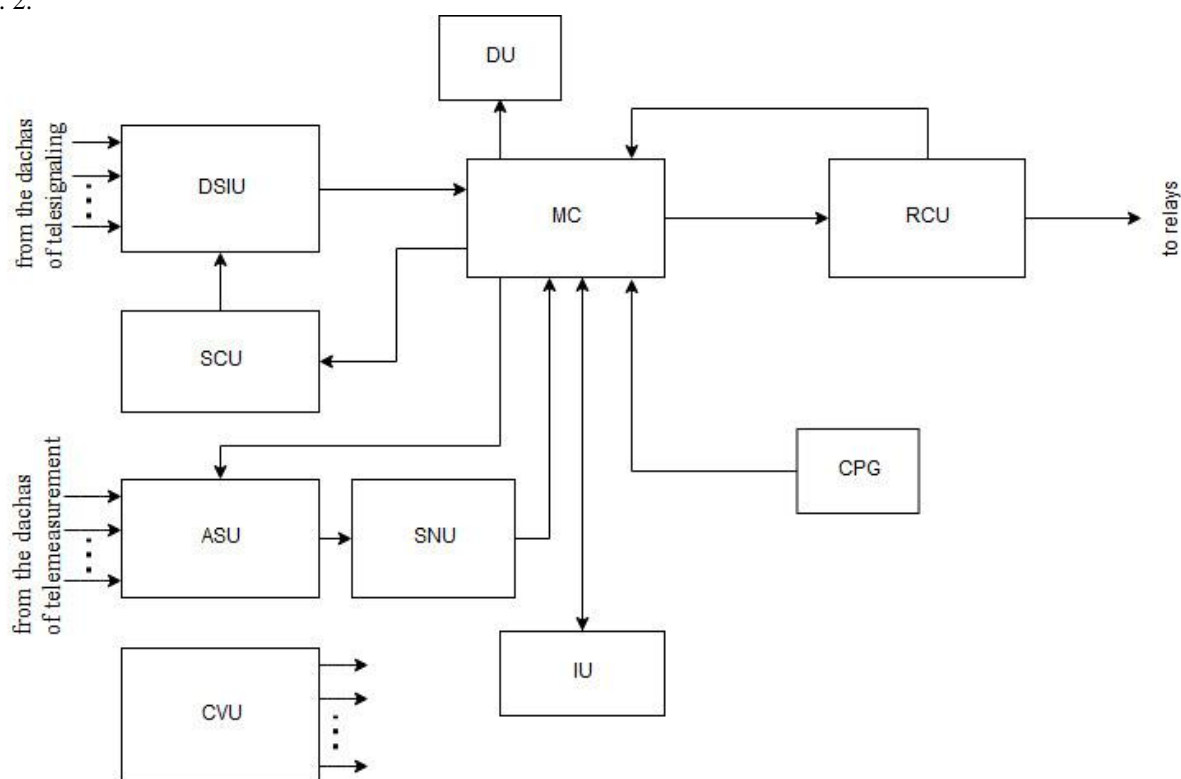 . 2.
DU
from the dachas
of telesignaling
DSIU
MC
RCU
to relays
SCU
from the dachas
of telemeasurement
ASU
SNU
CPG
IU
CVU